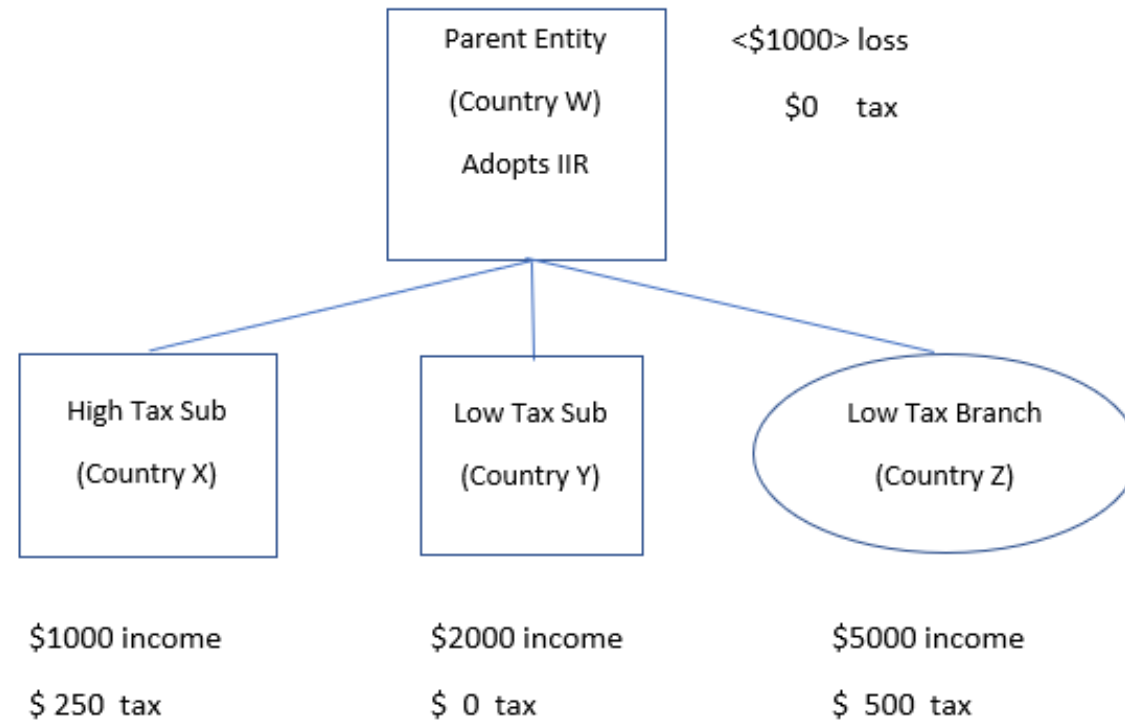 Parent Entity
(Country W)
Adopts IIR
<$1000> loss
$0 tax
High Tax Sub
(Country X)
Low Tax Sub
(Country Y)
Low Tax Branch
(Country Z)
$1000 income
$ 250 tax
$2000 income
$ 0 tax
$5000 income
$ 500 tax